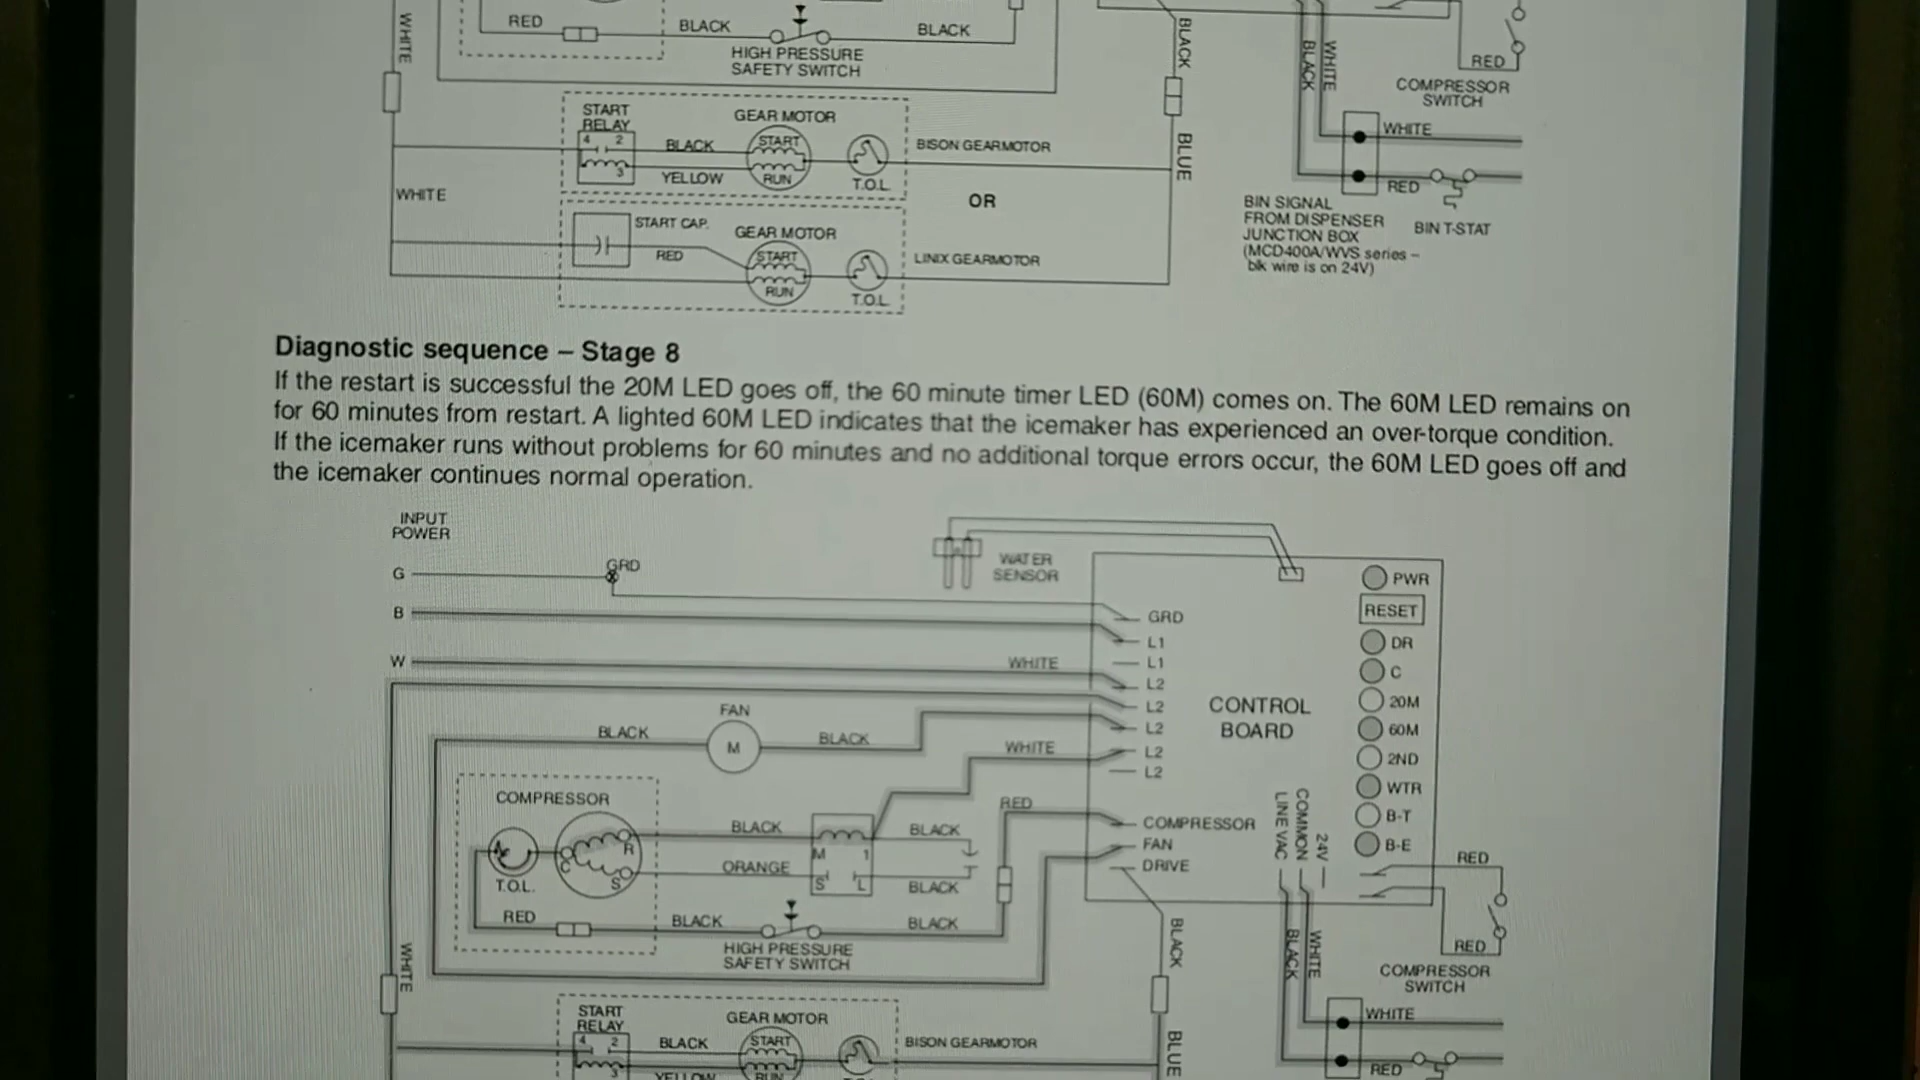 WHITE
RED
BLACK
BLACK
HIGH PRESSURE
SAFETY SWITCH
BLACK
BLACK
WHITE
RED
COMPRESSOR
SWITCH
START
RELAY
4 2
3
GEAR MOTOR
BLACK
YELLOW
START
RUN
T.O.L.
BISON GEARMOTOR
BLUE
WHITE
RED
WHITE
OR
BIN SIGNAL
FROM DISPENSER
JUNCTION BOX
(MCD400A/WVS series –
blk wire is on 24V)
BIN T-STAT
START CAP.
RED
GEAR MOTOR
START
RUN
T.O.L.
LINIX GEARMOTOR
Diagnostic sequence – Stage 8
If the restart is successful the 20M LED goes off, the 60 minute timer LED (60M) comes on. The 60M LED remains on
for 60 minutes from restart. A lighted 60M LED indicates that the icemaker has experienced an over-torque condition.
If the icemaker runs without problems for 60 minutes and no additional torque errors occur, the 60M LED goes off and
the icemaker continues normal operation.
INPUT
POWER
G
GRD
B
W
WATER
SENSOR
WHITE
GRD
L1
L1
L2
L2
L2
L2
L2
CONTROL
BOARD
PWR
RESET
DR
C
20M
60M
2ND
WTR
B-T
B-E
FAN
BLACK
M
BLACK
WHITE
COMPRESSOR
BLACK
BLACK
RED
COMPRESSOR
FAN
DRIVE
LINE VAC
COMMON
24V
RED
R
C
S
T.O.L.
ORANGE
M 1
S L
BLACK
RED
BLACK
BLACK
HIGH PRESSURE
SAFETY SWITCH
BLACK
BLACK
WHITE
RED
COMPRESSOR
SWITCH
WHITE
START
RELAY
4 2
3
GEAR MOTOR
BLACK
YELLOW
START
RUN
BISON GEARMOTOR
BLUE
WHITE
RED